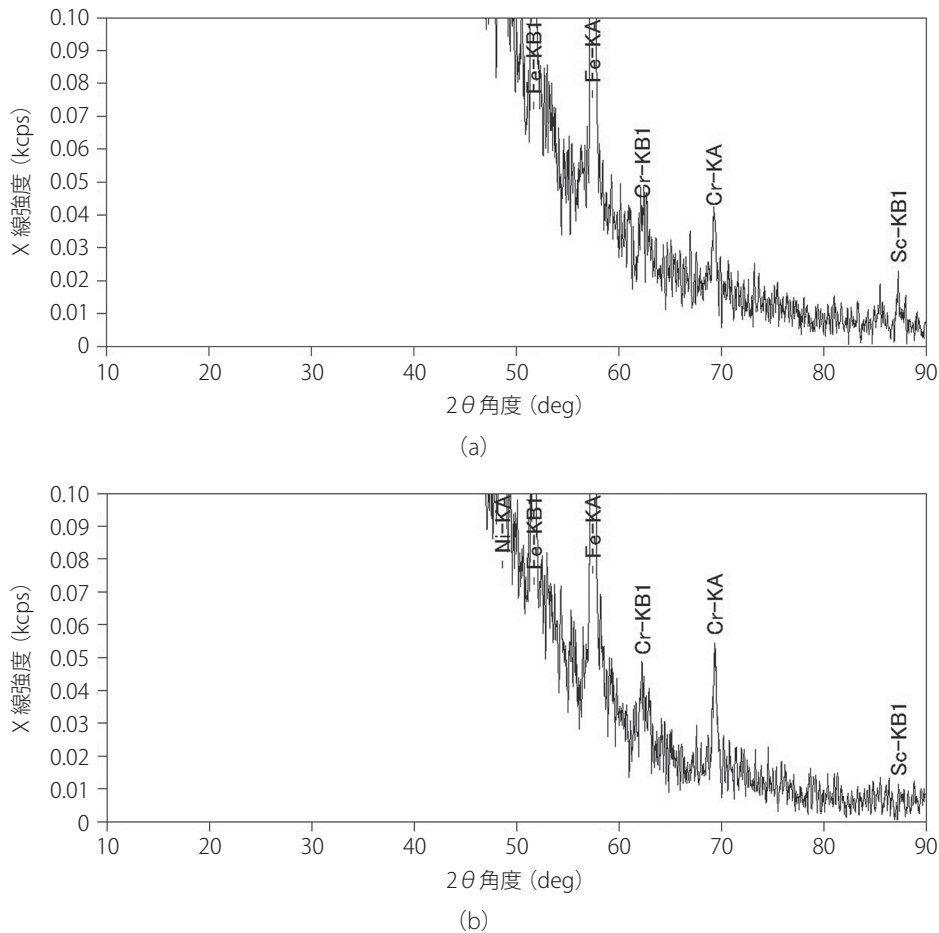 0.10
0.09
0.08
0.07
0.06
0.05
0.04
0.03
0.02
0.01
0
X 線強度 (kcps)
Fe-KB1
Fe-KA
Cr-KB1
Cr-KA
Sc-KB1
10 20 30 40 50 60 70 80 90
2θ角度 (deg)
(a)
0.10
0.09
0.08
0.07
0.06
0.05
0.04
0.03
0.02
0.01
0
X 線強度 (kcps)
Ni-KA
Fe-KB1
Fe-KA
Cr-KB1
Cr-KA
Sc-KB1
10 20 30 40 50 60 70 80 90
2θ角度 (deg)
(b)